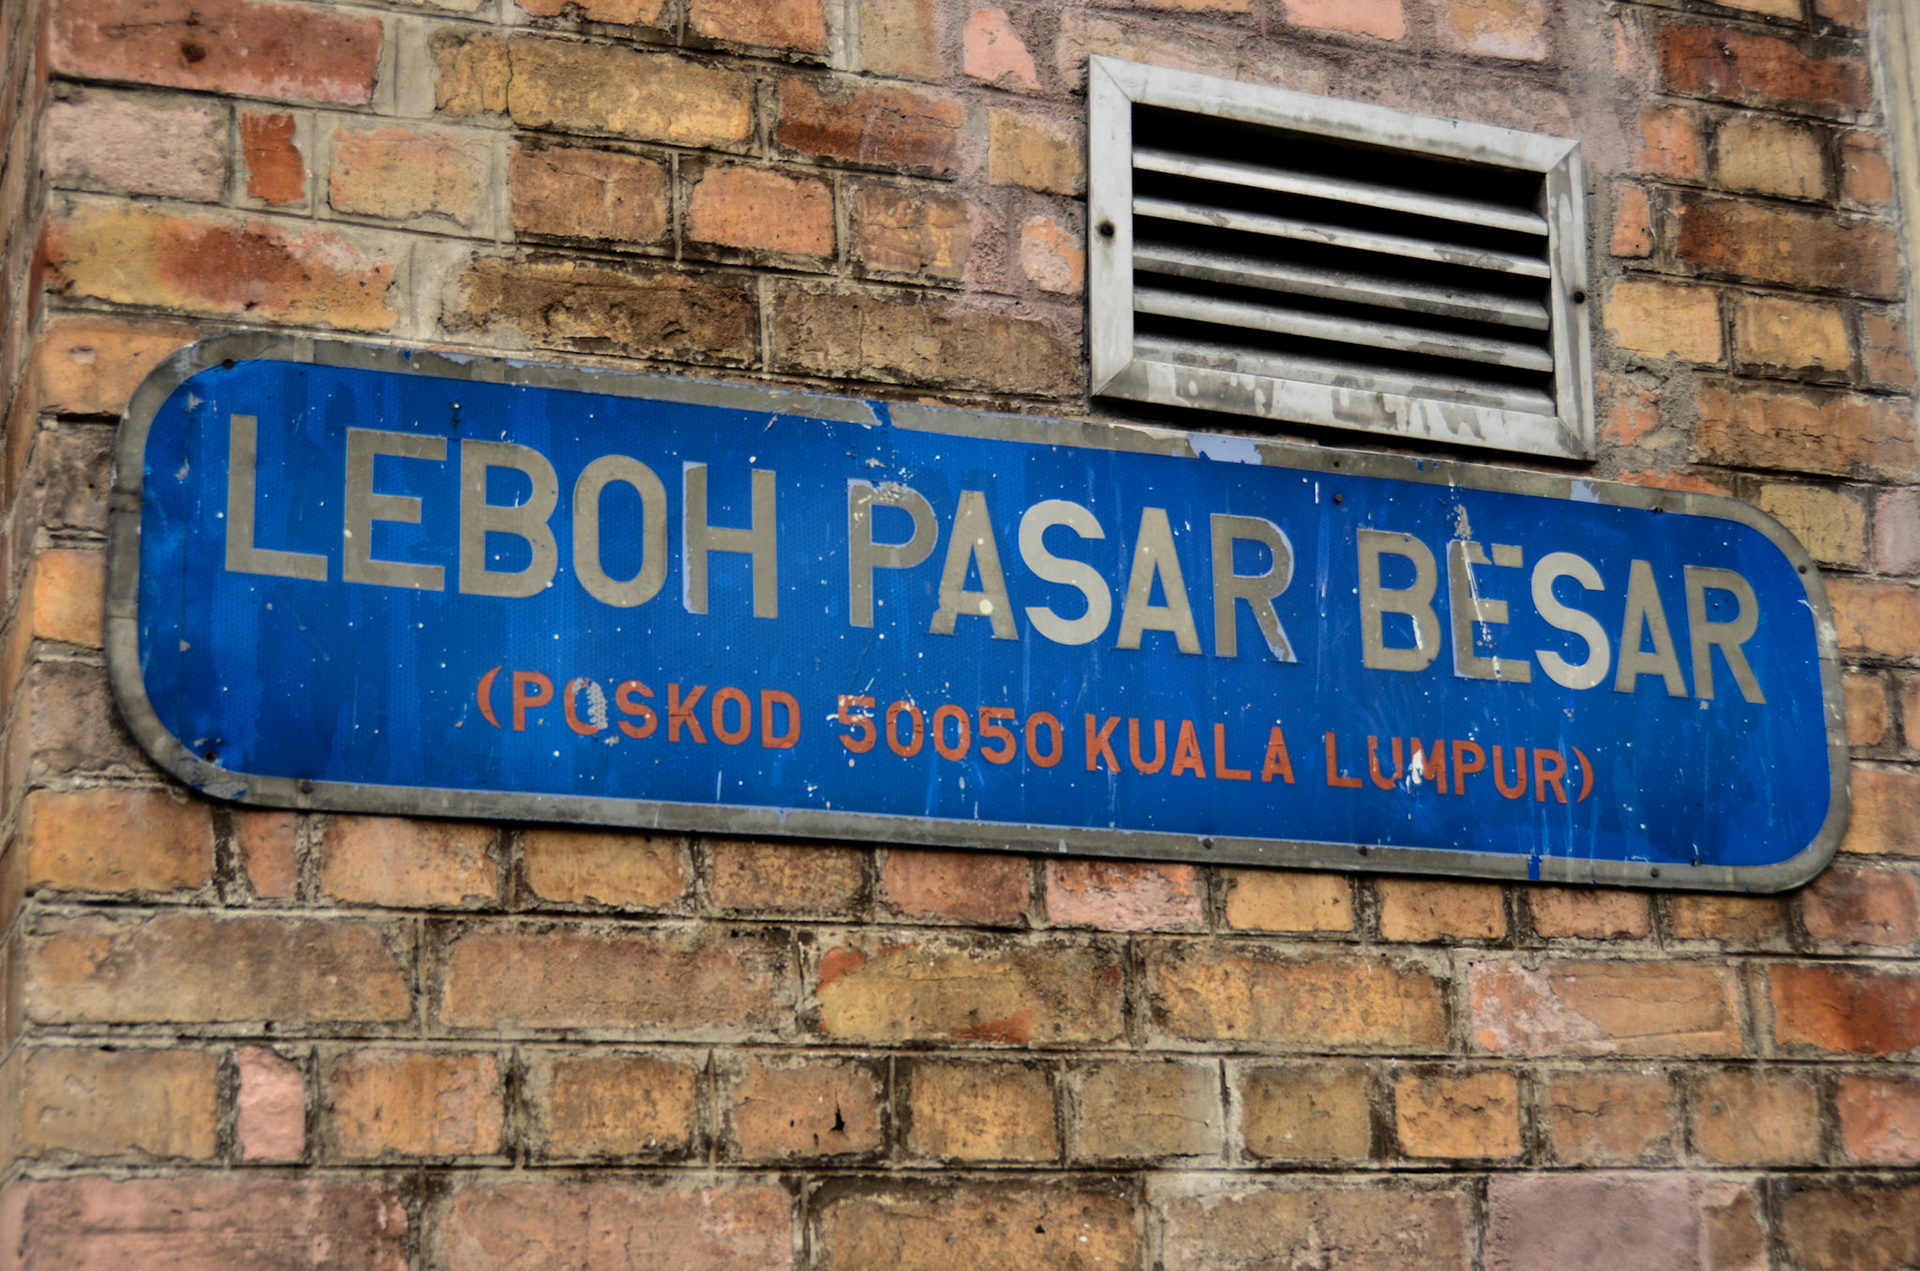 LEBOH PASAR BESAR
(POSKOD 50050 KUALA LUMPUR)